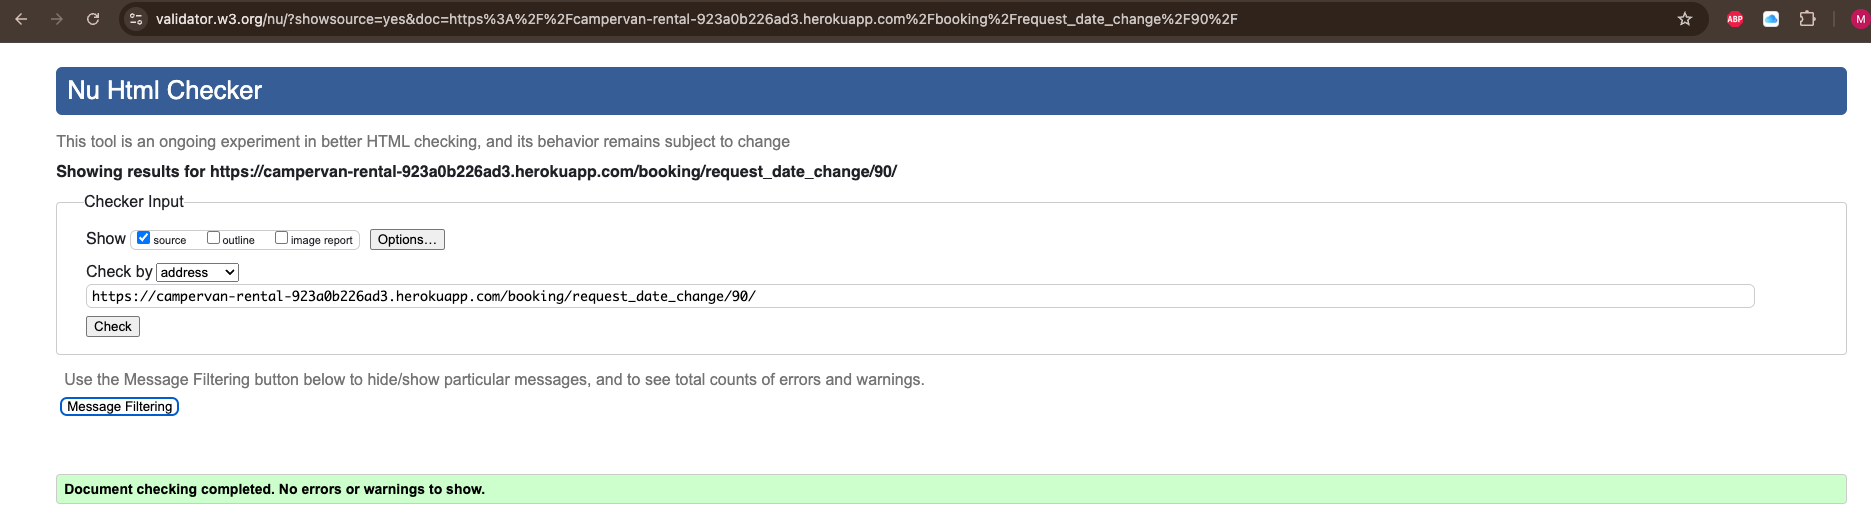 validator.w3.org/nu/?showsource=yes&doc=https%3A%2F%2Fcampervan-rental-923a0b226ad3.herokuapp.com%2Fbooking%2Frequest_date_change%2F90%2F
ABP
M
Nu Html Checker
This tool is an ongoing experiment in better HTML checking, and its behavior remains subject to change
Showing results for https://campervan-rental-923a0b226ad3.herokuapp.com/booking/request_date_change/90/
Checker Input
Show source outline image report Options...
Check by address
https://campervan-rental-923a0b226ad3.herokuapp.com/booking/request_date_change/90/
Check
Use the Message Filtering button below to hide/show particular messages, and to see total counts of errors and warnings.
Message Filtering
Document checking completed. No errors or warnings to show.